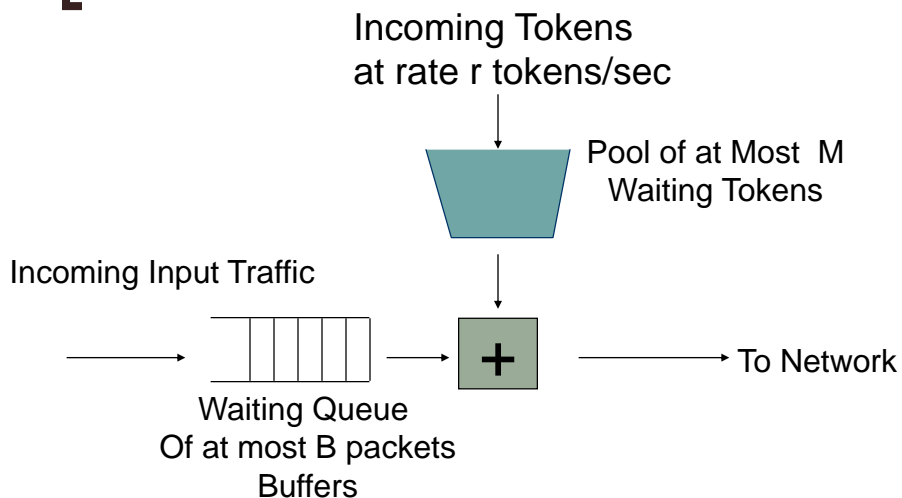 Incoming Tokens
at rate r tokens/sec
Pool of at Most M
Waiting Tokens
Incoming Input Traffic
+
To Network
Waiting Queue
Of at most B packets
Buffers